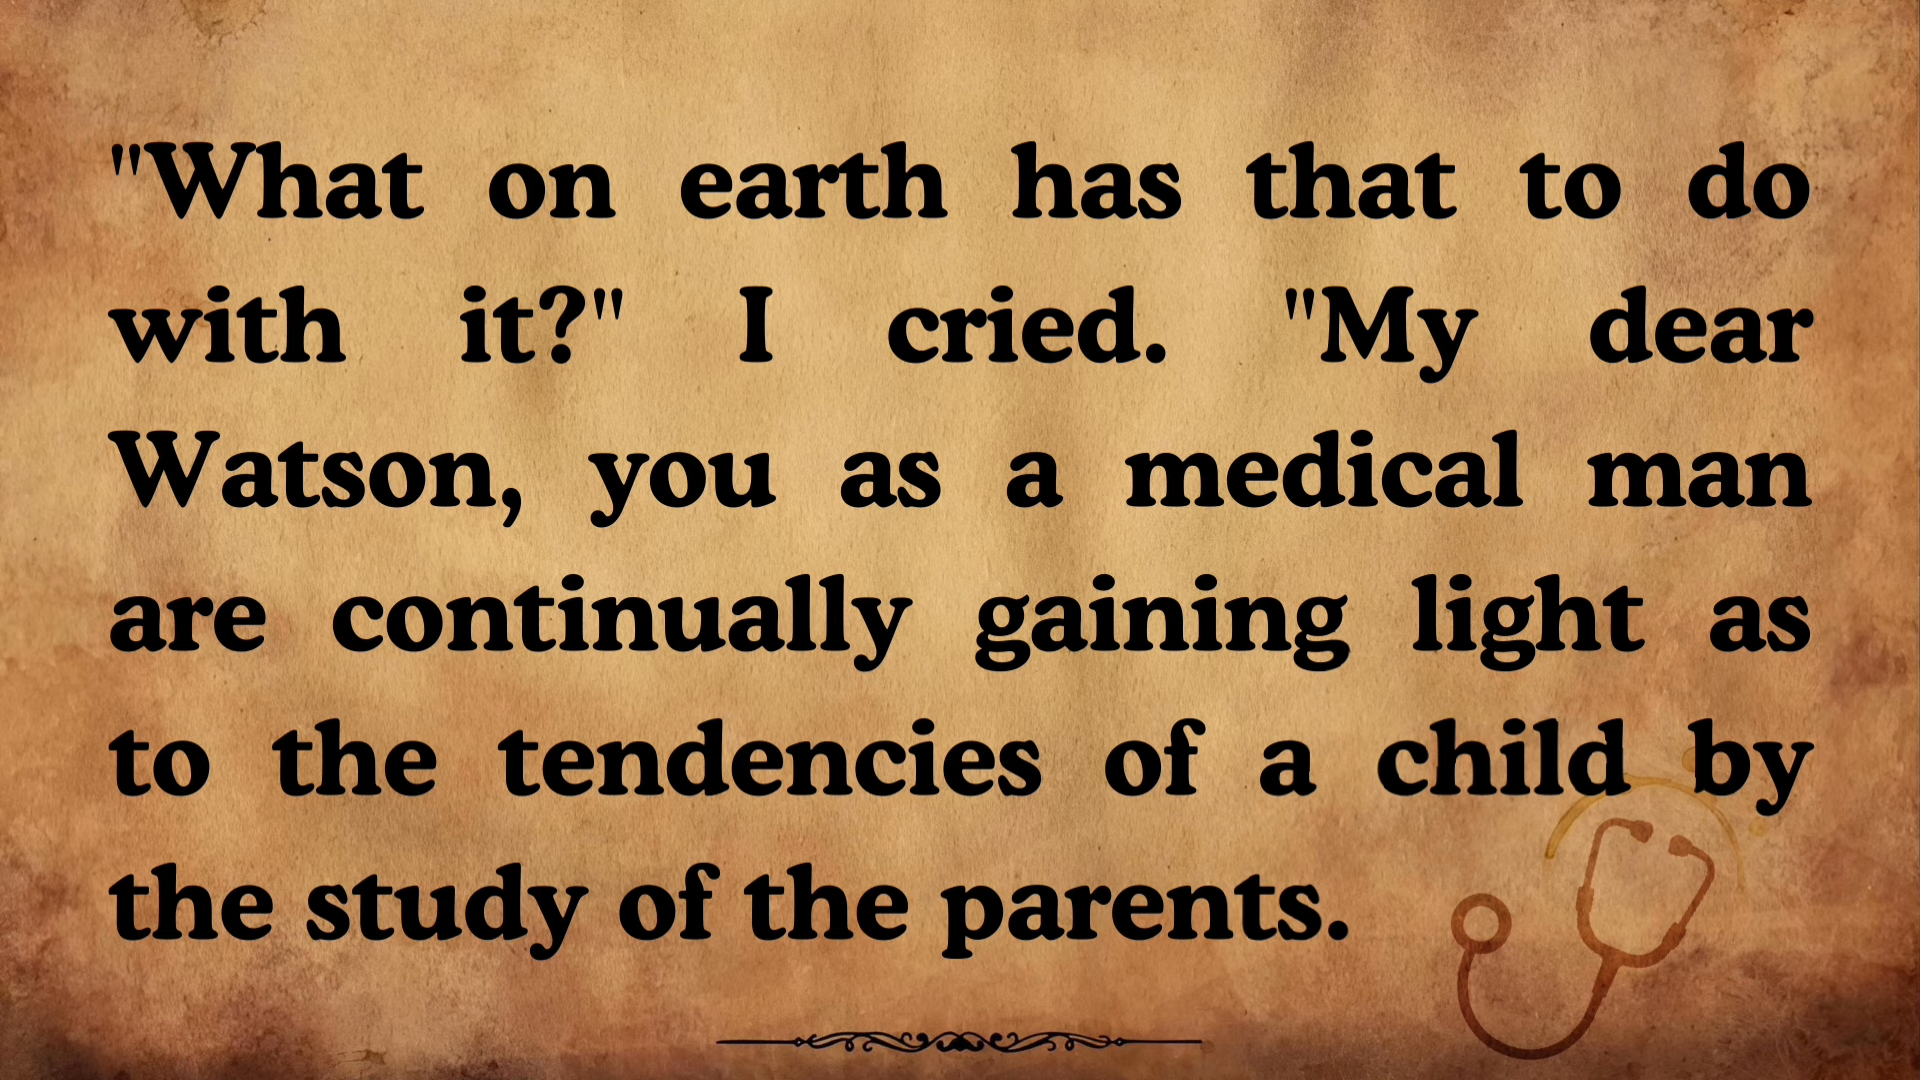 "What on earth has that to do
with it?" I cried. "My dear
Watson, you as a medical man
are continually gaining light as
to the tendencies of a child by
the study of the parents.